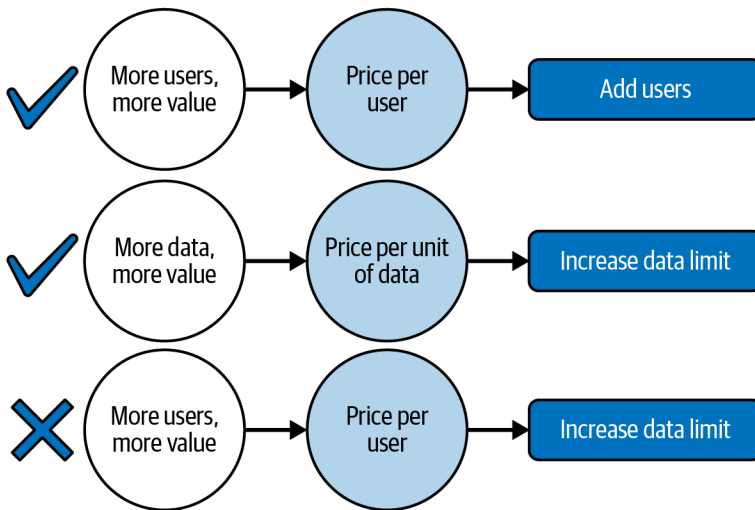 More users,
more value
Price per
user
Add users
More data,
more value
Price per unit
of data
Increase data limit
More users,
more value
Price per
user
Increase data limit